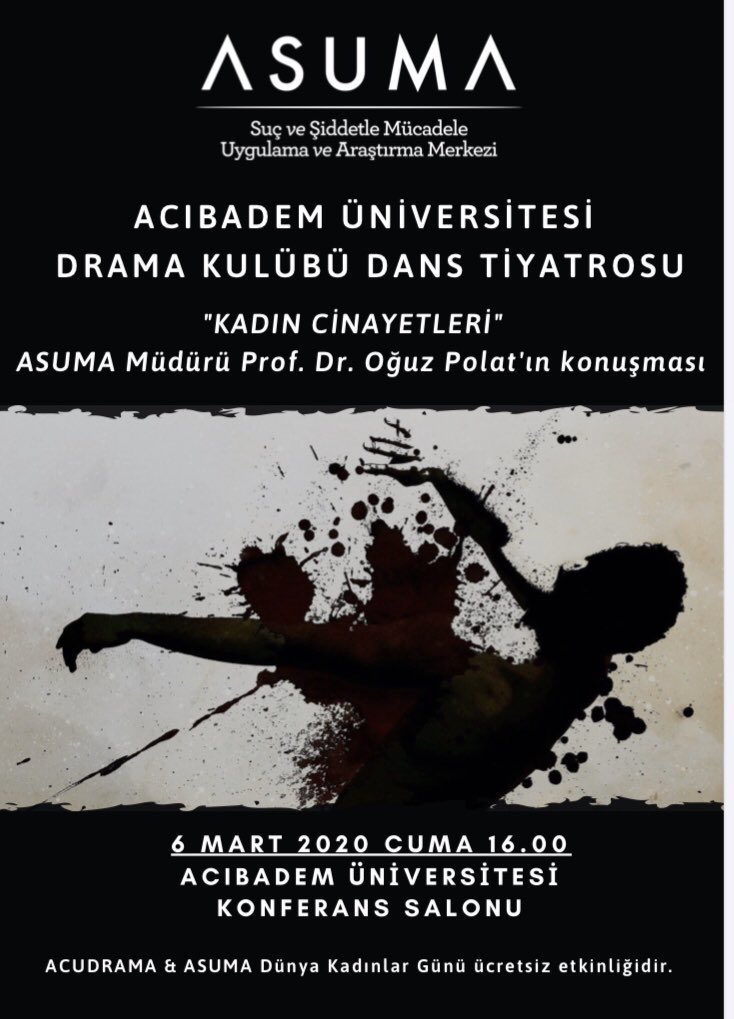 ASUMA
Suç ve Şiddetle Mücadele
Uygulama ve Araştırma Merkezi
ACIBADEM ÜNİVERSİTESİ
DRAMA KULÜBÜ DANS TİYATROSU
"KADIN CİNAYETLERİ"
ASUMA Müdürü Prof. Dr. Oğuz Polat'ın konuşması
6 MART 2020 CUMA 16.00
ACIBADEM ÜNİVERSİTESİ
KONFERANS SALONU
ACUDRAMA & ASUMA Dünya Kadınlar Günü ücretsiz etkinliğidir.